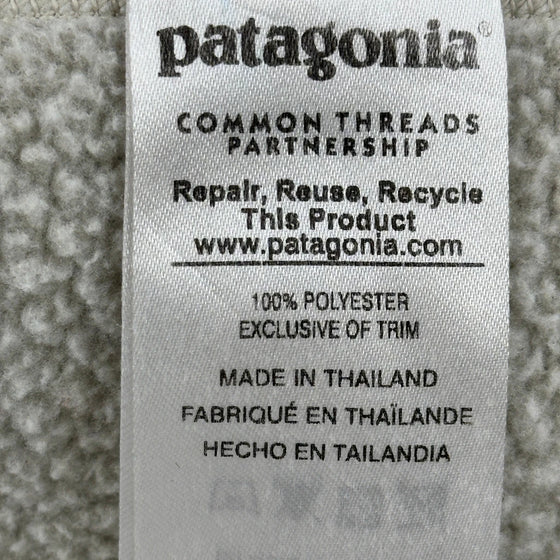 patagonia®
COMMON THREADS
PARTNERSHIP
Repair, Reuse, Recycle
This Product
www.patagonia.com
100% POLYESTER
EXCLUSIVE OF TRIM
MADE IN THAILAND
FABRIQUÉ EN THAÏLANDE
HECHO EN TAILANDIA